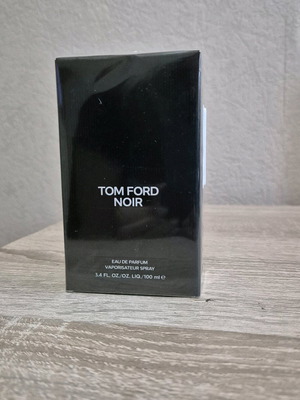 TOM FORD
NOIR
EAU DE PARFUM
VAPORISATEUR SPRAY
3.4 FL. OZ./OZ. LIQ./100 ml ℮